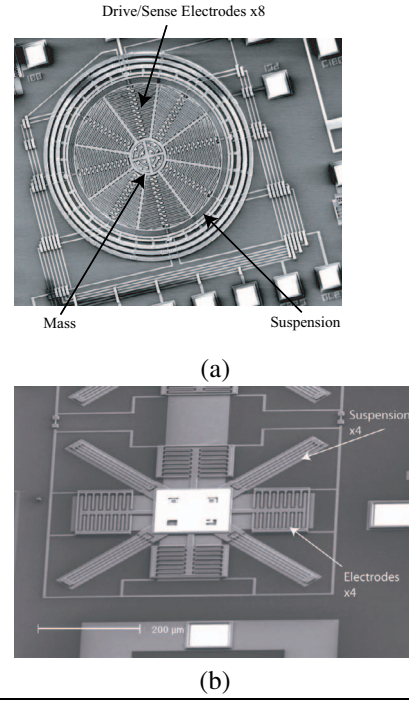 Drive/Sense Electrodes x8
Mass
Suspension
(a)
Suspension
x4
Electrodes
x4
200 µm
(b)